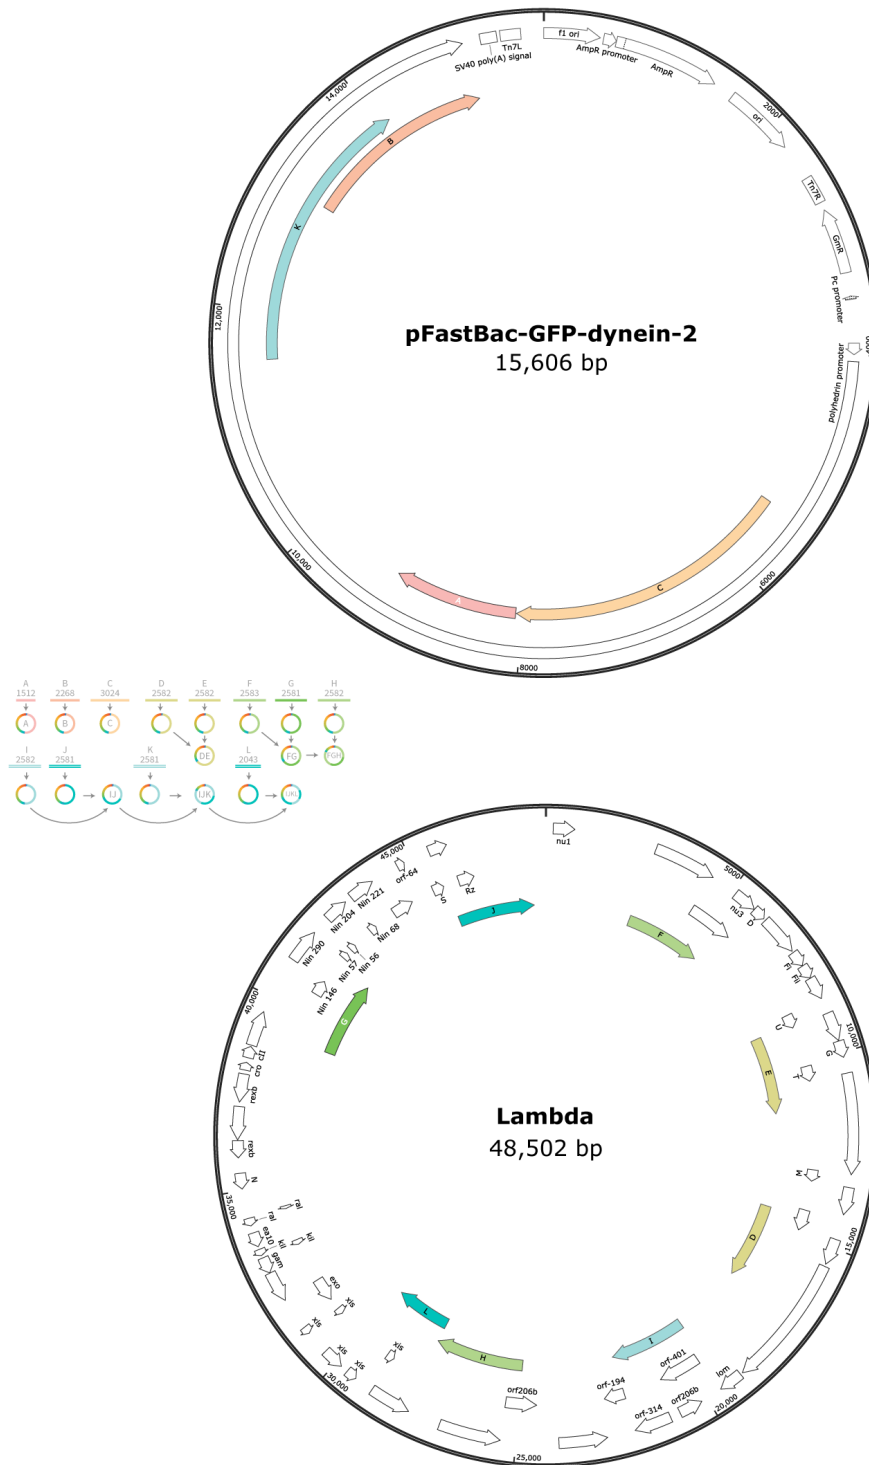 Tn7L
f1 ori
SV40 poly(A) signal
AmpR promoter
AmpR
14,000
2000
ori
B
K
Tn7R
GmR
Pc promoter
12,000
pFastBac-GFP-dynein-2
15,606 bp
polyhedrin promoter
10,000
C
A
6000
8000
A B C D E F G H
1512 2268 3024 2582 2582 2583 2581 2582
A B C
DE FG FGH
I J K L
2582 2581 2581 2043
IJ IJK IJKL
nu1
45,000
orf-64
5000
Nin 221
Rz
S
J
Nin 204
nu3
D
Nin 68
F
Nin 290
Nin 56
Nin 57
FI
FII
Nin 146
40,000
G
U
10,000
G
cII
cro
E
T
rexb
Lambda
48,502 bp
rexb
M
N
ral
35,000
ral
D
15,000
ea10
kil
kil
gam
exo
xis
L
I
xis
xis
H
orf-401
lom
xis
xis
orf-194
orf206b
30,000
orf206b
orf-314
20,000
25,000